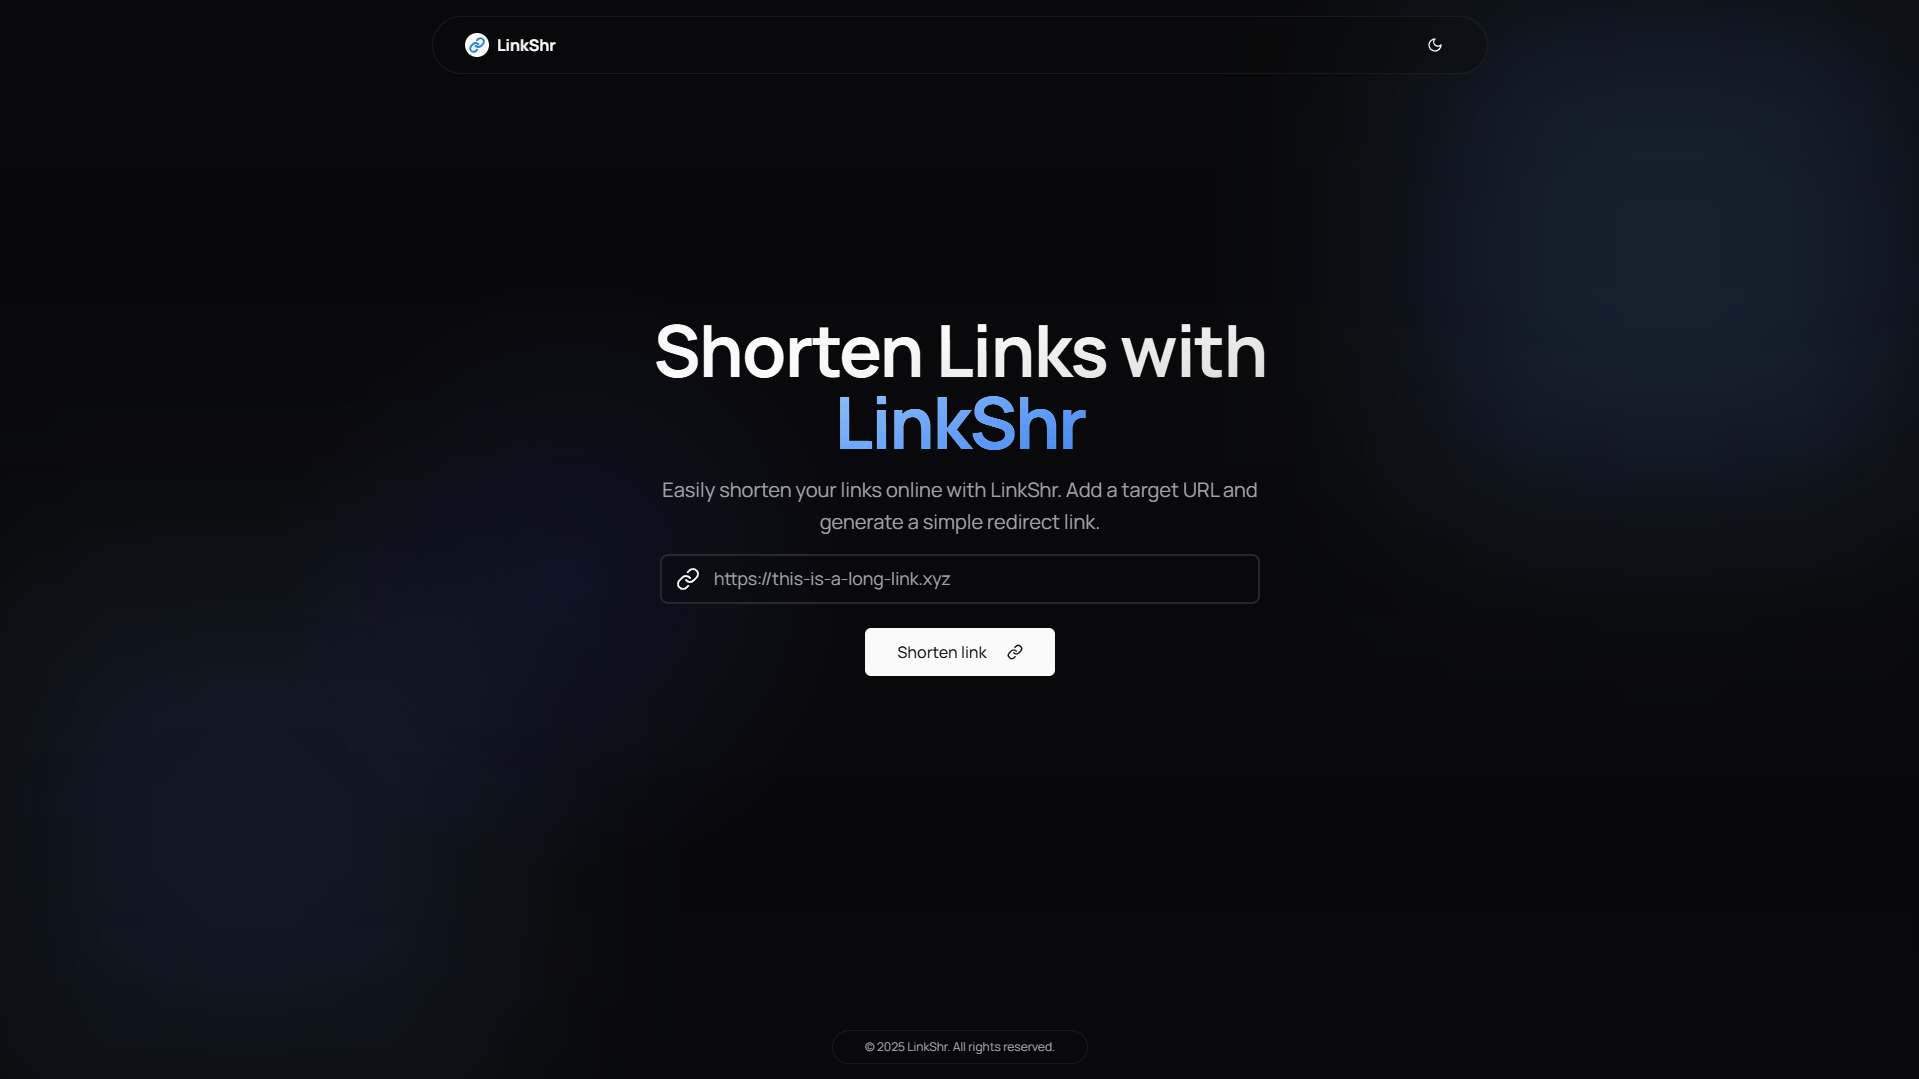 LinkShr
Shorten Links with
LinkShr
Easily shorten your links online with LinkShr. Add a target URL and
generate a simple redirect link.
https://this-is-a-long-link.xyz
Shorten link
© 2025 LinkShr. All rights reserved.